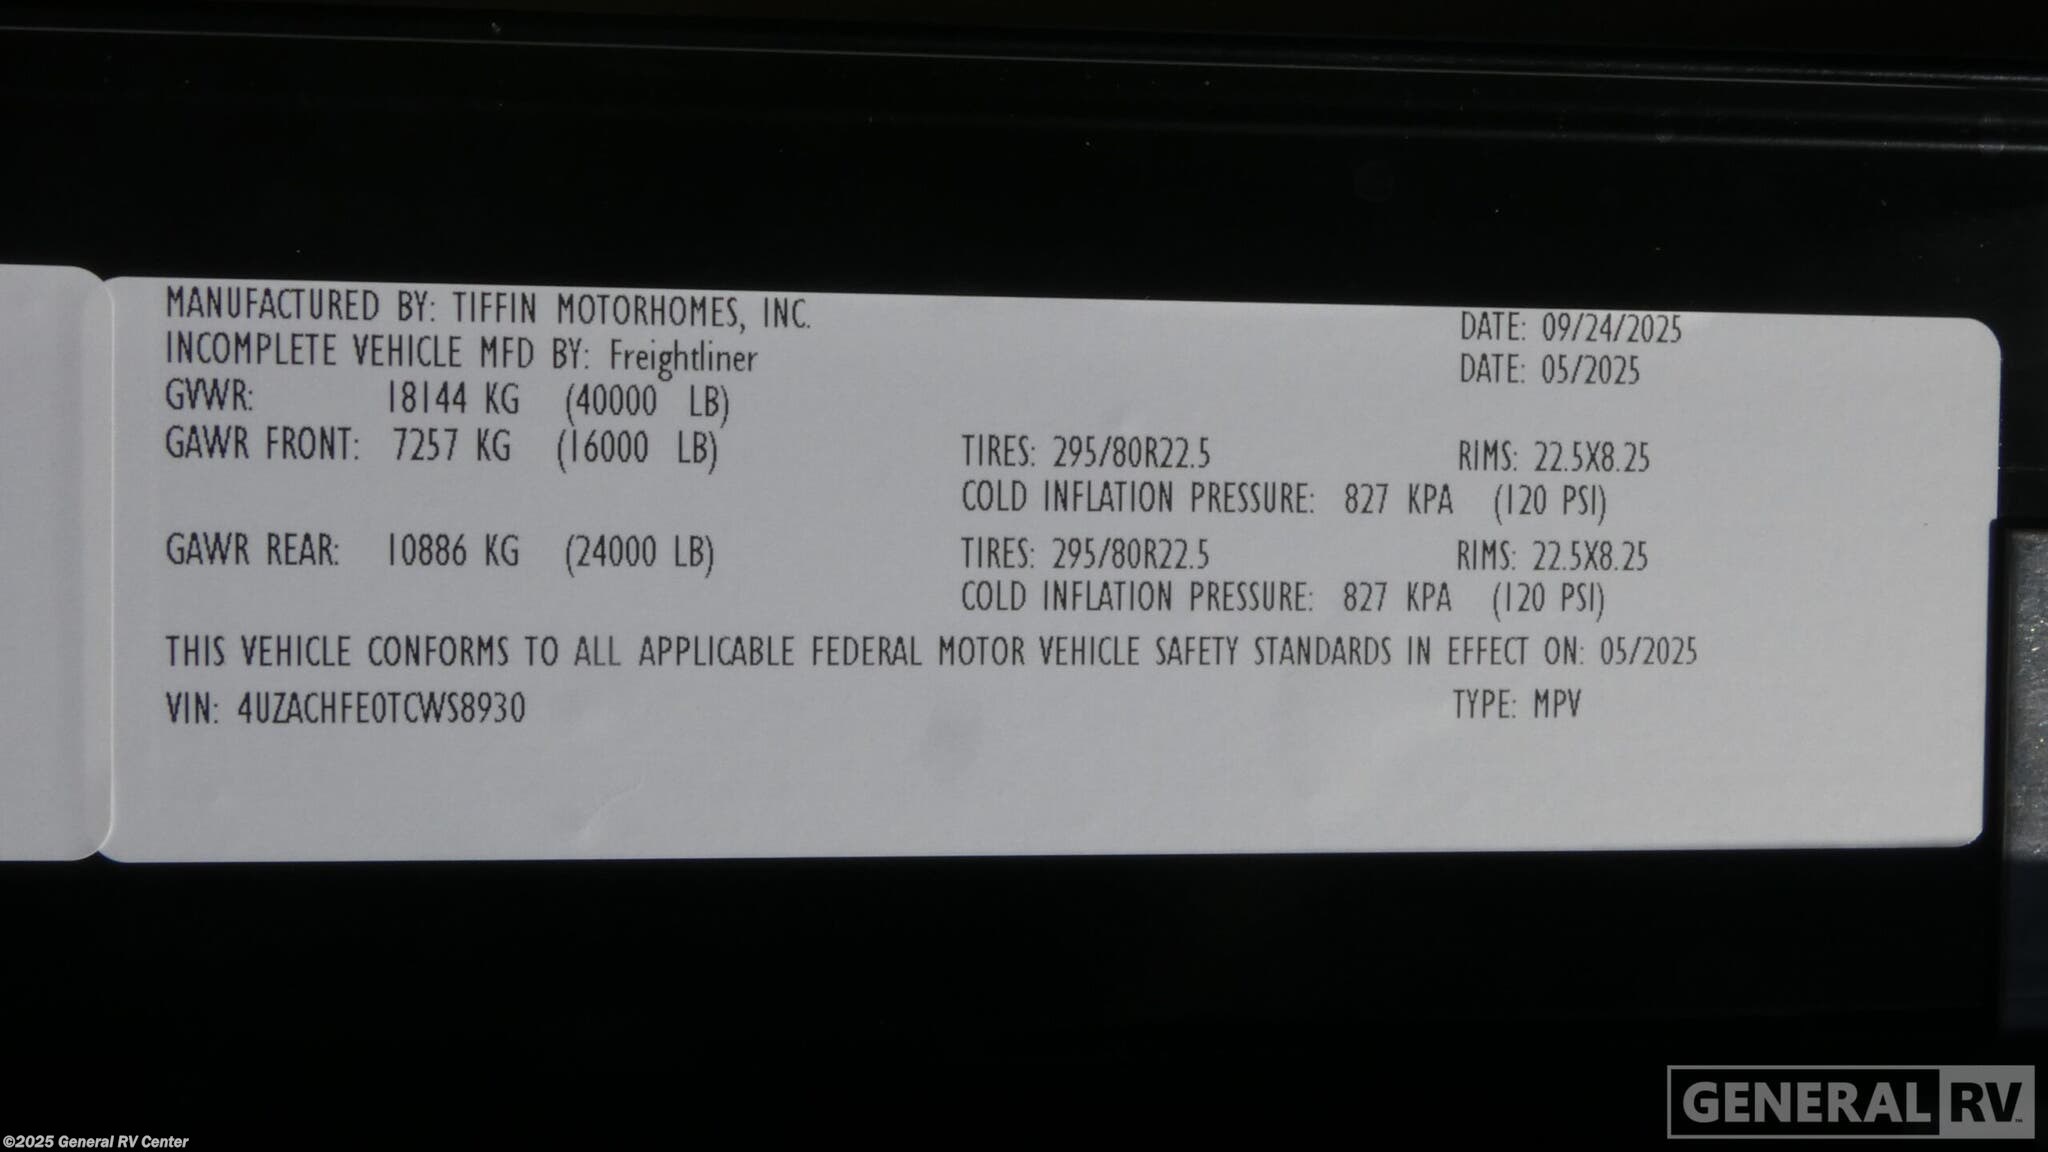 MANUFACTURED BY: TIFFIN MOTORHOMES, INC. DATE: 09/24/2025
INCOMPLETE VEHICLE MFD BY: Freightliner DATE: 05/2025
GVWR: 18144 KG (40000 LB)
GAWR FRONT: 7257 KG (16000 LB) TIRES: 295/80R22.5 RIMS: 22.5X8.25
COLD INFLATION PRESSURE: 827 KPA (120 PSI)
GAWR REAR: 10886 KG (24000 LB) TIRES: 295/80R22.5 RIMS: 22.5X8.25
COLD INFLATION PRESSURE: 827 KPA (120 PSI)
THIS VEHICLE CONFORMS TO ALL APPLICABLE FEDERAL MOTOR VEHICLE SAFETY STANDARDS IN EFFECT ON: 05/2025
VIN: 4UZACHFE0TCWS8930 TYPE: MPV
GENERAL RV™
©2025 General RV Center